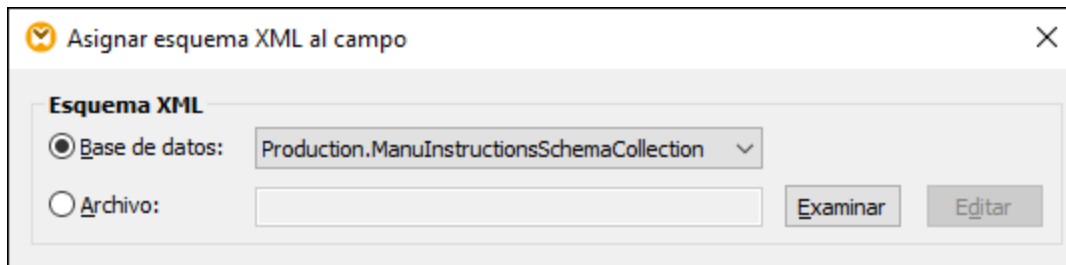 Asignar esquema XML al campo
Esquema XML
Base de datos: Production.ManuInstructionsSchemaCollection
Archivo: Examinar Editar